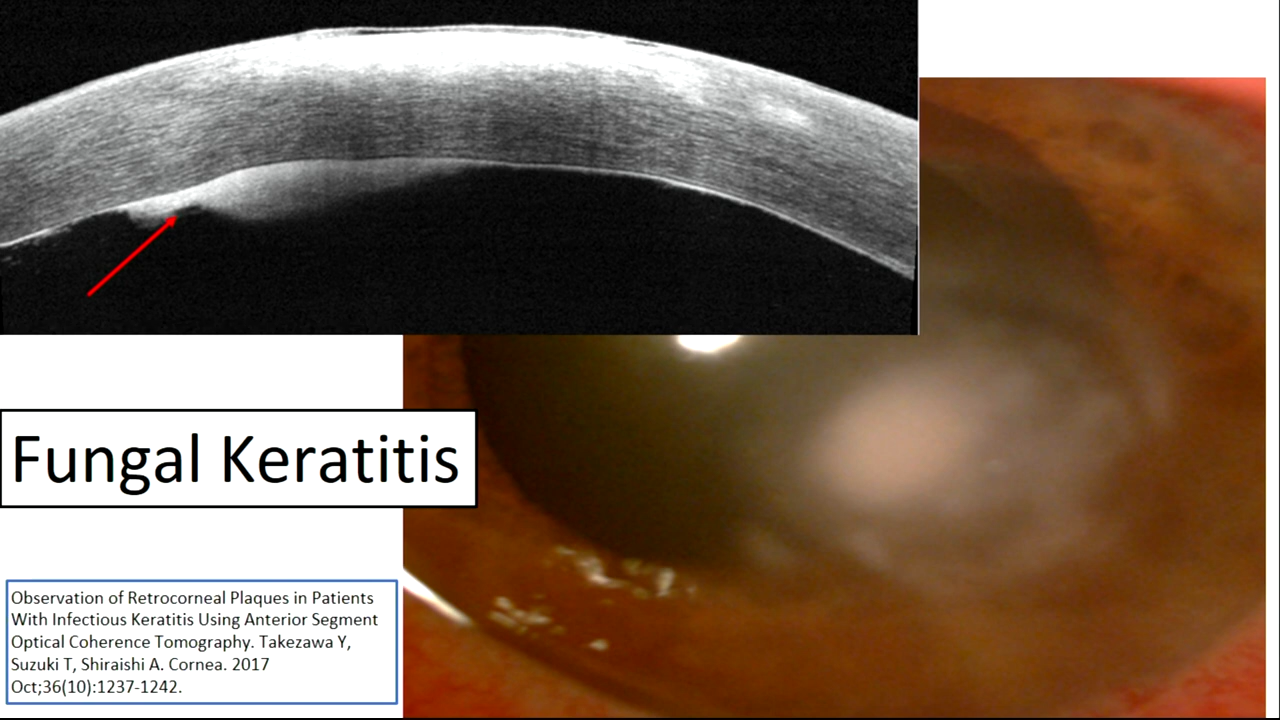 Fungal Keratitis
Observation of Retrocorneal Plaques in Patients
With Infectious Keratitis Using Anterior Segment
Optical Coherence Tomography. Takezawa Y,
Suzuki T, Shiraishi A. Cornea. 2017
Oct;36(10):1237-1242.